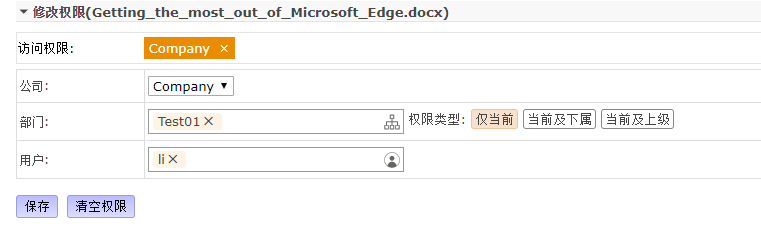 修改权限(Getting_the_most_out_of_Microsoft_Edge.docx)
访问权限: Company ×
公司: Company
部门: Test01 × 权限类型: 仅当前 当前及下属 当前及上级
用户: li ×
保存 清空权限